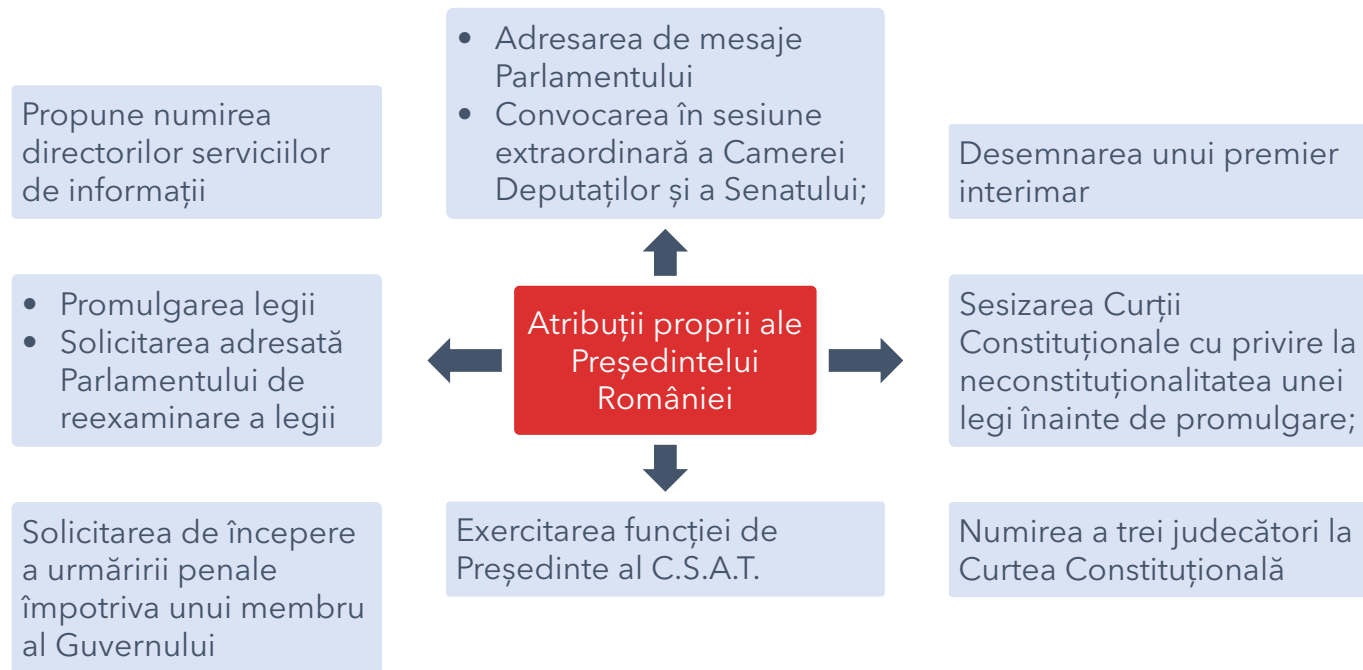 • Adresarea de mesaje
Parlamentului
• Convocarea în sesiune
extraordinară a Camerei
Deputaților și a Senatului;
Propune numirea
directorilor serviciilor
de informații
Desemnarea unui premier
interimar
• Promulgarea legii
• Solicitarea adresată
Parlamentului de
reexaminare a legii
Atribuții proprii ale
Președintelui
României
Sesizarea Curții
Constituționale cu privire la
neconstituționalitatea unei
legi înainte de promulgare;
Solicitarea de începere
a urmăririi penale
împotriva unui membru
al Guvernului
Exercitarea funcției de
Președinte al C.S.A.T.
Numirea a trei judecători la
Curtea Constituțională